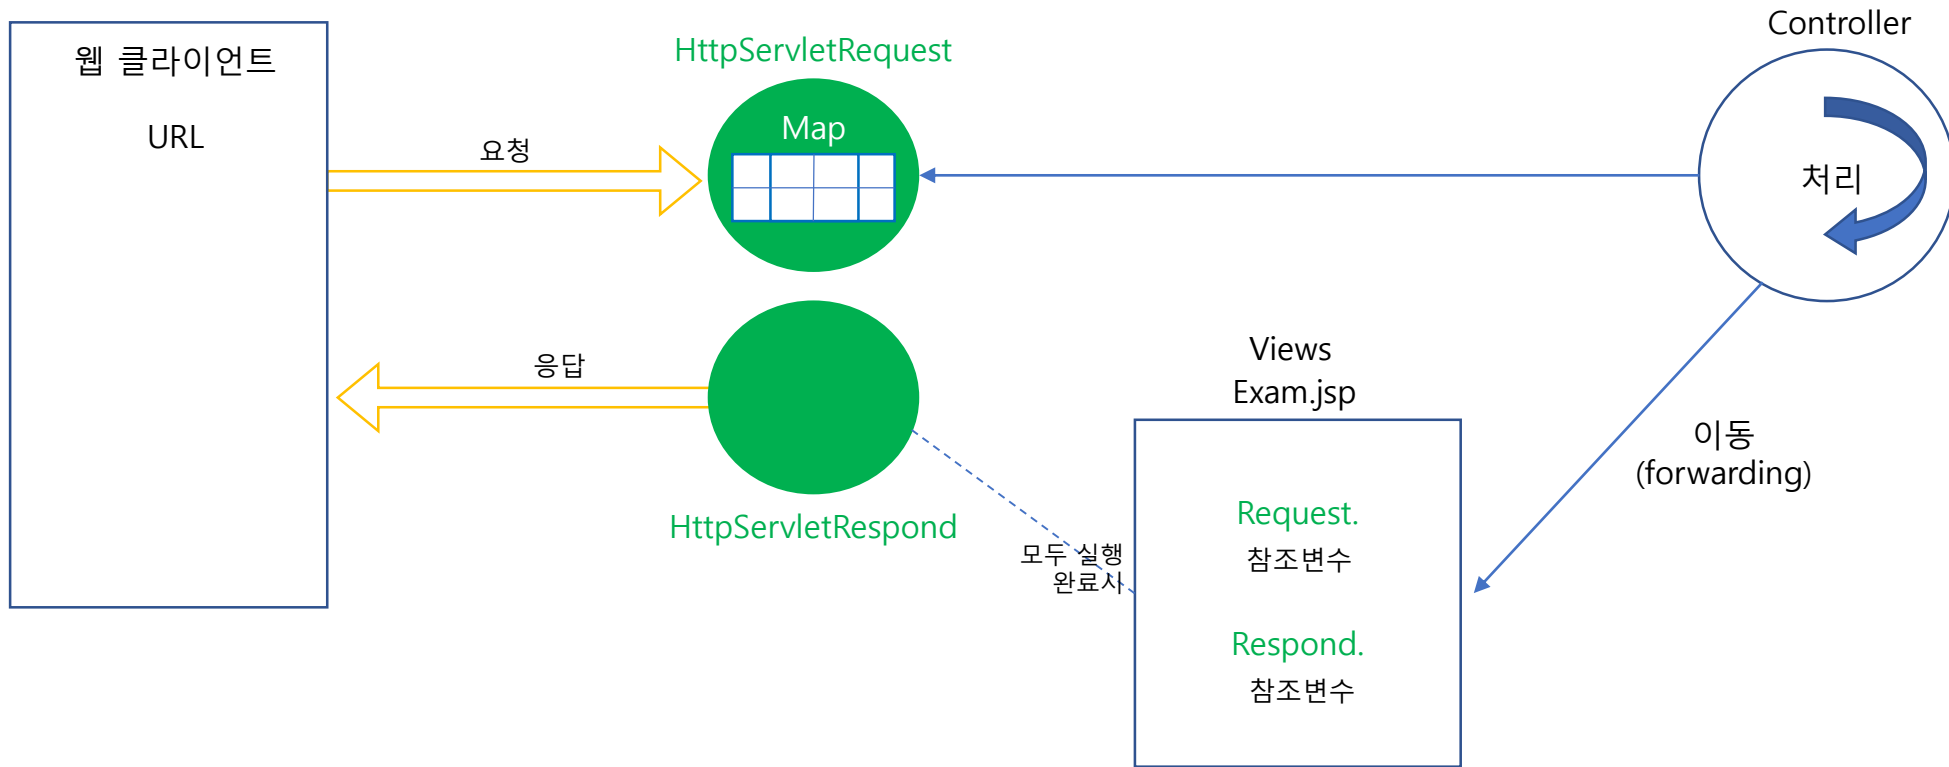 웹 클라이언트
URL
요청
HttpServletRequest
Map
Controller
처리
응답
HttpServletRespond
모두 실행
완료시
Views
Exam.jsp
Request.
참조변수
Respond.
참조변수
이동
(forwarding)